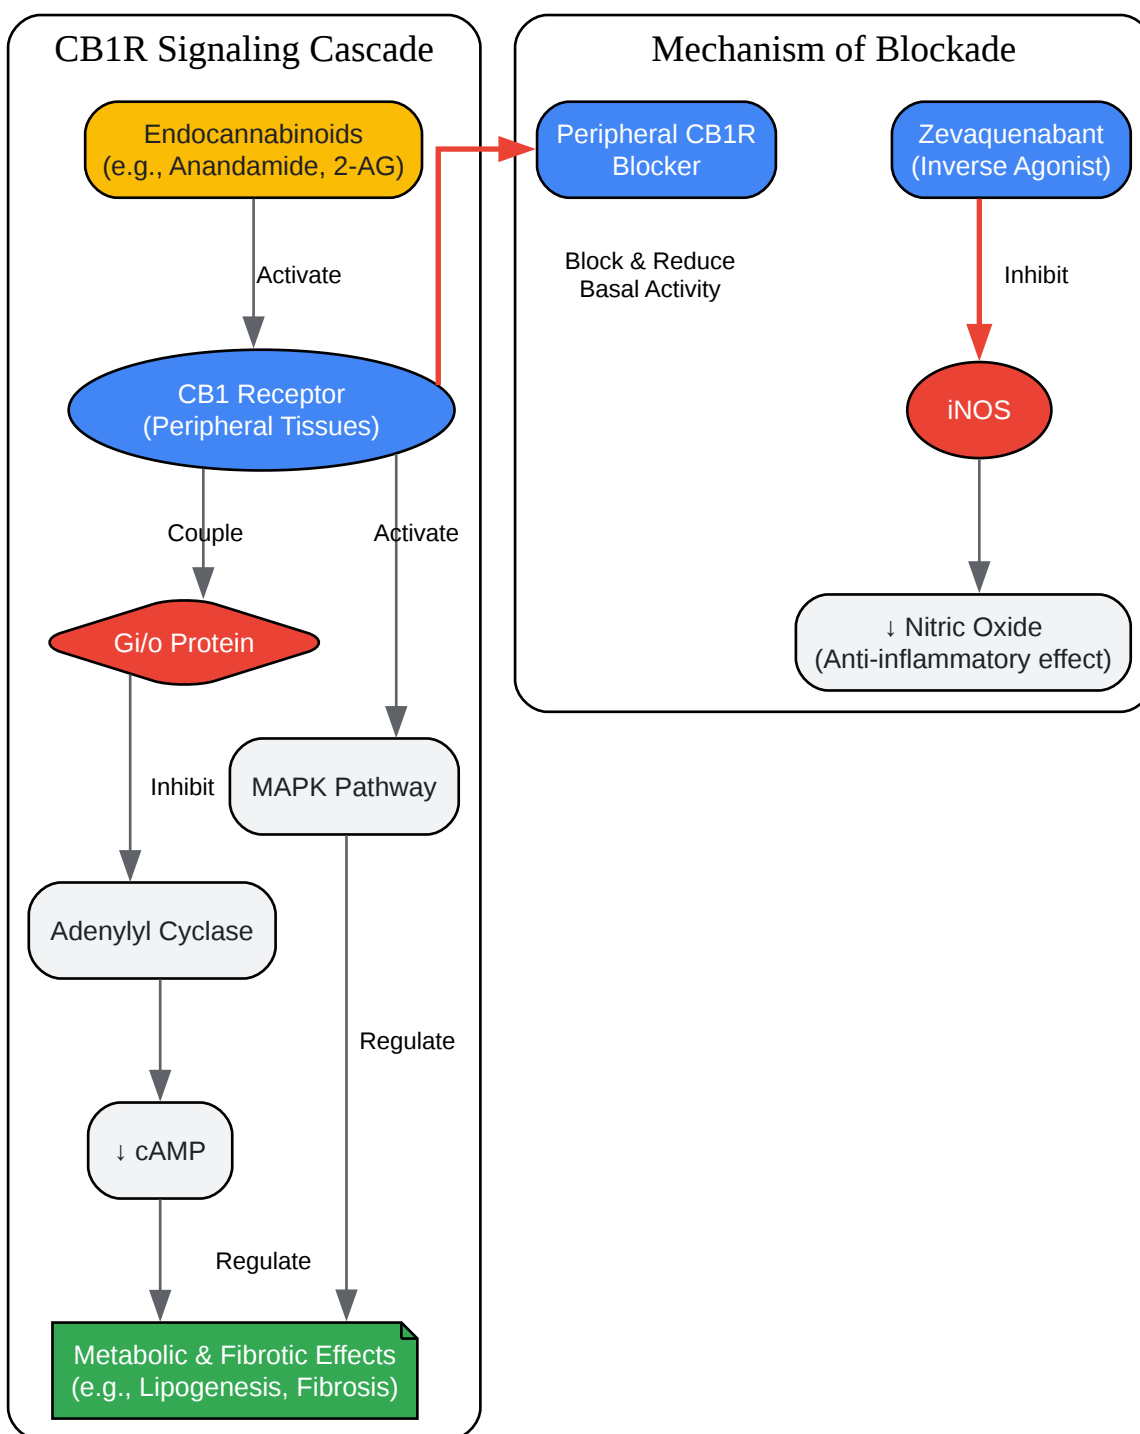 CB1R Signaling Cascade
Endocannabinoids
(e.g., Anandamide, 2-AG)
Activate
CB1 Receptor
(Peripheral Tissues)
Couple
Activate
Gi/o Protein
Inhibit
MAPK Pathway
Adenylyl Cyclase
Regulate
↓ cAMP
Regulate
Metabolic & Fibrotic Effects
(e.g., Lipogenesis, Fibrosis)
Mechanism of Blockade
Peripheral CB1R
Blocker
Zevaquenabant
(Inverse Agonist)
Block & Reduce
Basal Activity
Inhibit
iNOS
↓ Nitric Oxide
(Anti-inflammatory effect)